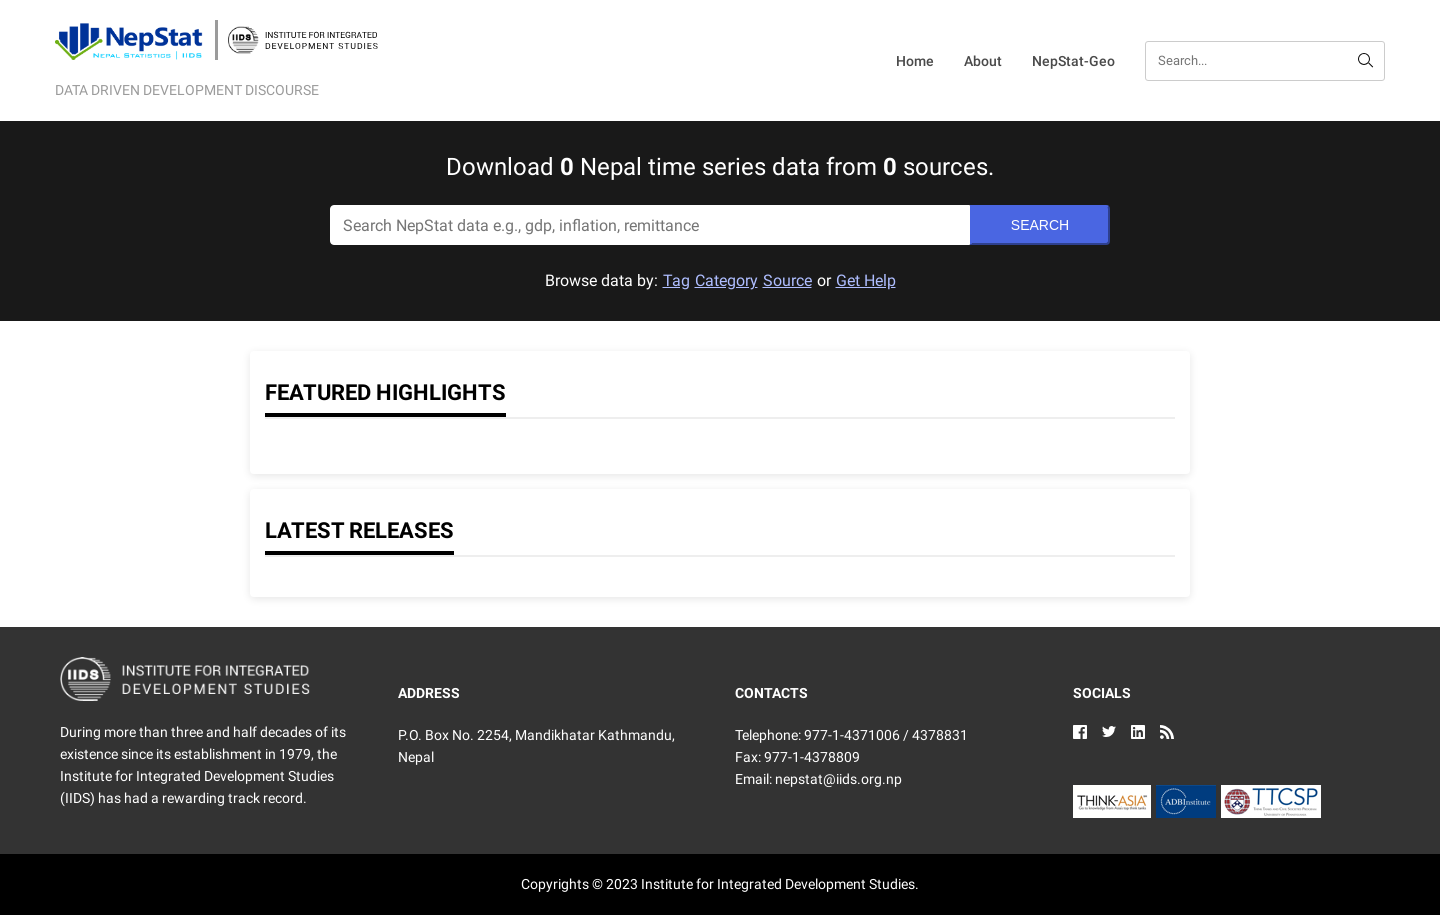 NepStat
Nepal Statistics | IIDS
IIDS
INSTITUTE FOR INTEGRATED
DEVELOPMENT STUDIES
DATA DRIVEN DEVELOPMENT DISCOURSE
Home
About
NepStat-Geo
Search...
Download 0 Nepal time series data from 0 sources.
Search NepStat data e.g., gdp, inflation, remittance
SEARCH
Browse data by: Tag Category Source or Get Help
FEATURED HIGHLIGHTS
LATEST RELEASES
IIDS
INSTITUTE FOR INTEGRATED
DEVELOPMENT STUDIES
During more than three and half decades of its
existence since its establishment in 1979, the
Institute for Integrated Development Studies
(IIDS) has had a rewarding track record.
ADDRESS
P.O. Box No. 2254, Mandikhatar Kathmandu,
Nepal
CONTACTS
Telephone: 977-1-4371006 / 4378831
Fax: 977-1-4378809
Email: nepstat@iids.org.np
SOCIALS
THINK-ASIA
ADBInstitute
TTCSP
Copyrights © 2023 Institute for Integrated Development Studies.